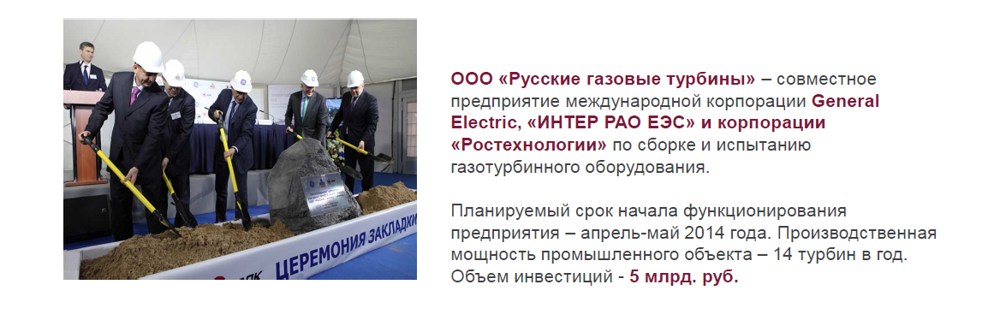 ООО «Русские газовые турбины» – совместное
предприятие международной корпорации General
Electric, «ИНТЕР РАО ЕЭС» и корпорации
«Ростехнологии» по сборке и испытанию
газотурбинного оборудования.
Планируемый срок начала функционирования
предприятия – апрель-май 2014 года. Производственная
мощность промышленного объекта – 14 турбин в год.
Объем инвестиций - 5 млрд. руб.
ЦЕРЕМОНИЯ ЗАКЛАДКИ